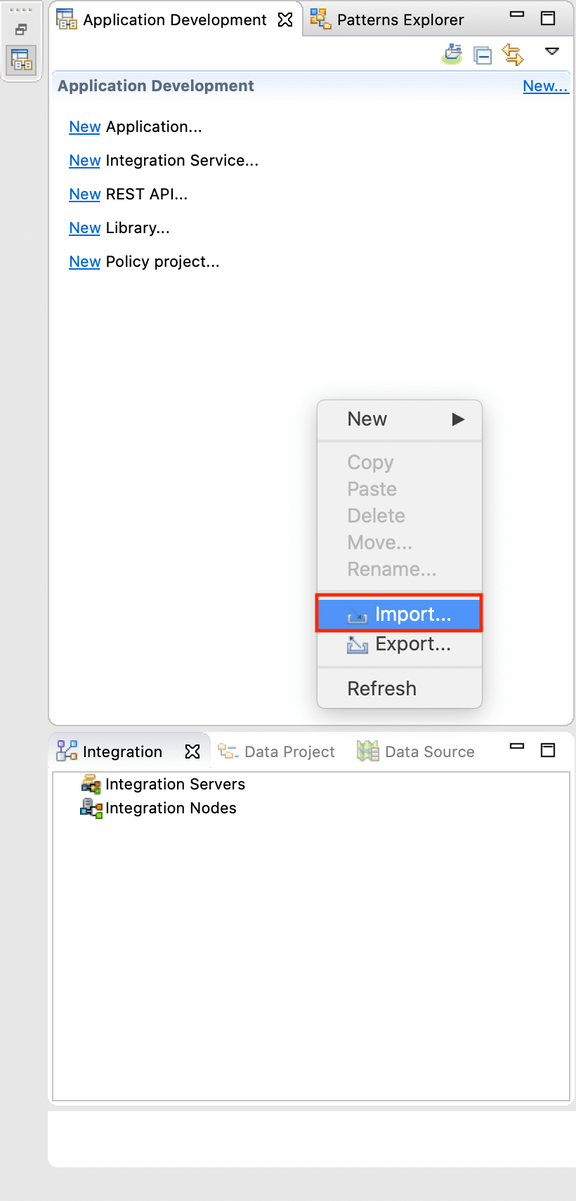 Application Development Patterns Explorer
Application Development New...
New Application...
New Integration Service...
New REST API...
New Library...
New Policy project...
New
Copy
Paste
Delete
Move...
Rename...
Import...
Export...
Refresh
Integration Data Project Data Source
Integration Servers
Integration Nodes